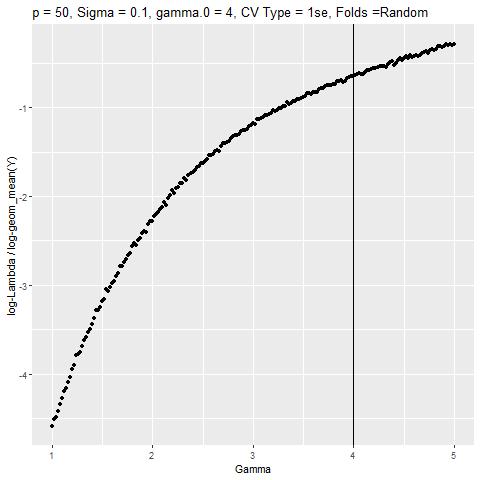 p = 50, Sigma = 0.1, gamma.0 = 4, CV Type = 1se, Folds =Random
log-Lambda / log-geom_mean(Y)
-1
-2
-3
-4
1 2 3 4 5
Gamma